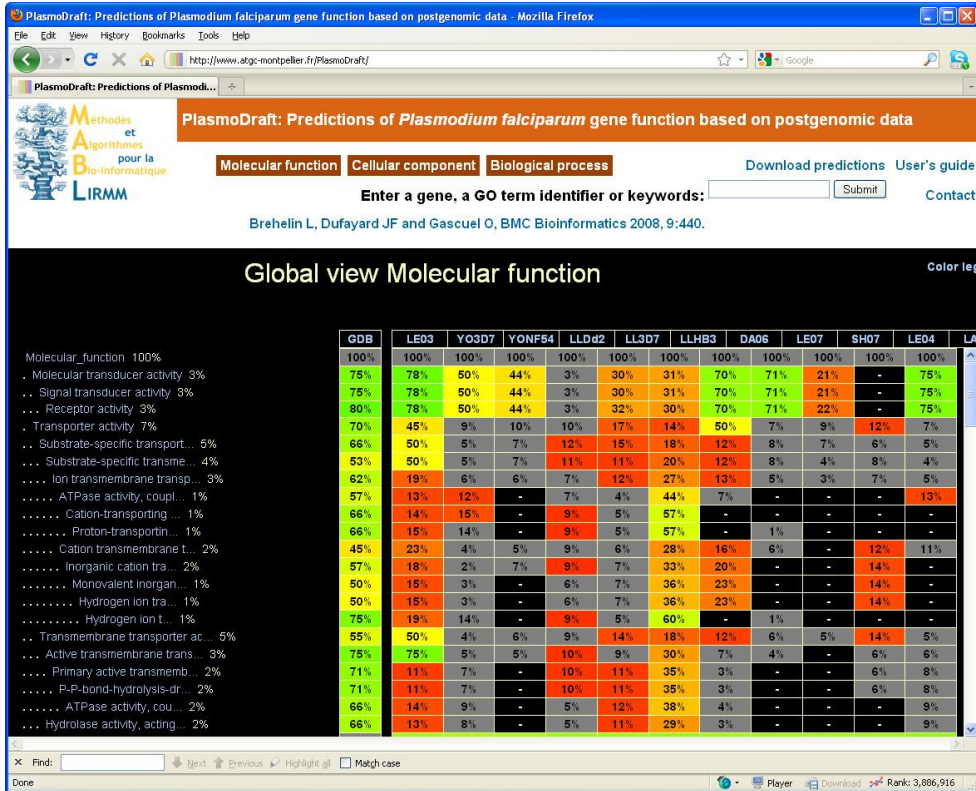 PlasmoDraft: Predictions of Plasmodium falciparum gene function based on postgenomic data - Mozilla Firefox
File Edit View History Bookmarks Tools Help
http://www.atgc-montpellier.fr/PlasmoDraft/ Google
PlasmoDraft: Predictions of Plasmodi...
Méthodes
et
Algorithmes
pour la
Bio-informatique
LIRMM
PlasmoDraft: Predictions of Plasmodium falciparum gene function based on postgenomic data
Molecular function Cellular component Biological process Download predictions User's guide
Enter a gene, a GO term identifier or keywords: Submit Contact
Brehelin L, Dufayard JF and Gascuel O, BMC Bioinformatics 2008, 9:440.
Global view Molecular function Color leg
GDB LE03 YO3D7 YONF54 LLDd2 LL3D7 LLHB3 DA06 LE07 SH07 LE04 LA
Molecular_function 100% 100% 100% 100% 100% 100% 100% 100% 100% 100% 100% 100% 100%
. Molecular transducer activity 3% 75% 78% 50% 44% 3% 30% 31% 70% 71% 21% - 75%
.. Signal transducer activity 3% 75% 78% 50% 44% 3% 30% 31% 70% 71% 21% - 75%
... Receptor activity 3% 80% 78% 50% 44% 3% 32% 30% 70% 71% 22% - 75%
. Transporter activity 7% 70% 45% 9% 10% 10% 17% 14% 50% 7% 9% 12% 7%
.. Substrate-specific transport... 5% 66% 50% 5% 7% 12% 15% 18% 12% 8% 7% 6% 5%
... Substrate-specific transme... 4% 53% 50% 5% 7% 11% 11% 20% 12% 8% 4% 8% 4%
.... Ion transmembrane transp... 3% 62% 19% 6% 6% 7% 12% 27% 13% 5% 3% 7% 5%
..... ATPase activity, coupl... 1% 57% 13% 12% - 7% 4% 44% 7% - - - 13%
...... Cation-transporting ... 1% 66% 14% 15% - 9% 5% 57% - - - - -
....... Proton-transportin... 1% 66% 15% 14% - 9% 5% 57% - 1% - - -
..... Cation transmembrane t... 2% 45% 23% 4% 5% 9% 6% 28% 16% 6% - 12% 11%
...... Inorganic cation tra... 2% 57% 18% 2% 7% 9% 7% 33% 20% - - 14% -
....... Monovalent inorgan... 1% 50% 15% 3% - 6% 7% 36% 23% - - 14% -
........ Hydrogen ion tra... 1% 50% 15% 3% - 6% 7% 36% 23% - - 14% -
......... Hydrogen ion t... 1% 75% 19% 14% - 9% 5% 60% - 1% - - -
.. Transmembrane transporter ac... 5% 55% 50% 4% 6% 9% 14% 18% 12% 6% 5% 14% 5%
... Active transmembrane trans... 3% 75% 75% 5% 5% 10% 9% 30% 7% 4% - 6% 6%
.... Primary active transmemb... 2% 71% 11% 7% - 10% 11% 35% 3% - - 6% 8%
..... P-P-bond-hydrolysis-dr... 2% 71% 11% 7% - 10% 11% 35% 3% - - 6% 8%
...... ATPase activity, cou... 2% 66% 14% 9% - 5% 12% 38% 4% - - - 9%
... Hydrolase activity, acting... 2% 66% 13% 8% - 5% 11% 29% 3% - - - 9%
Find: Next Previous Highlight all Match case
Done Player Download Rank: 3,886,916